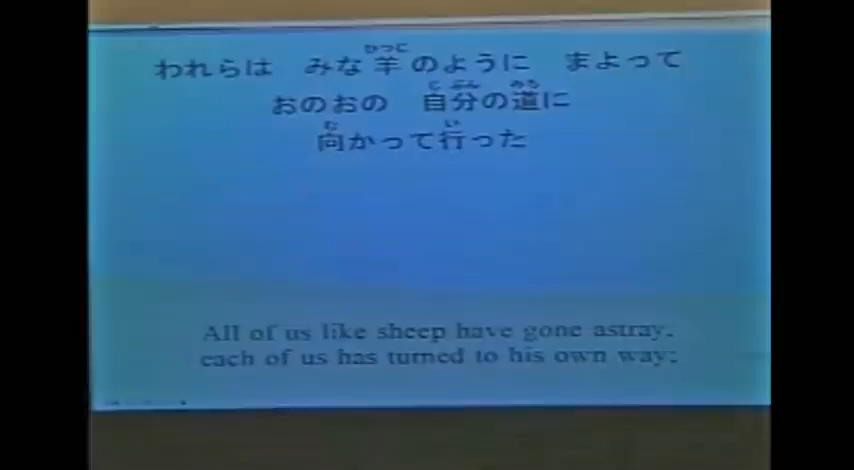 われらは みな羊のように まよって
おのおの 自分の道に
向かって行った
All of us like sheep have gone astray,
each of us has turned to his own way;